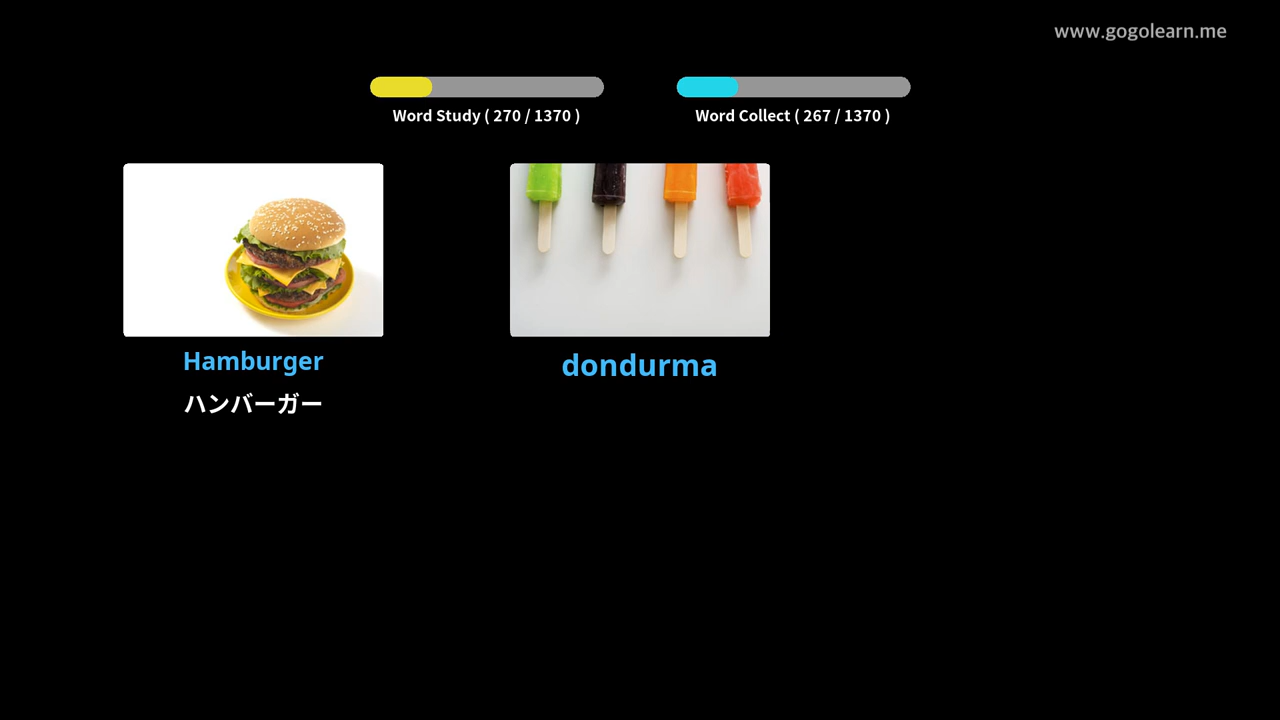 www.gogolearn.me
Word Study ( 270 / 1370 )
Word Collect ( 267 / 1370 )
Hamburger
ハンバーガー
dondurma